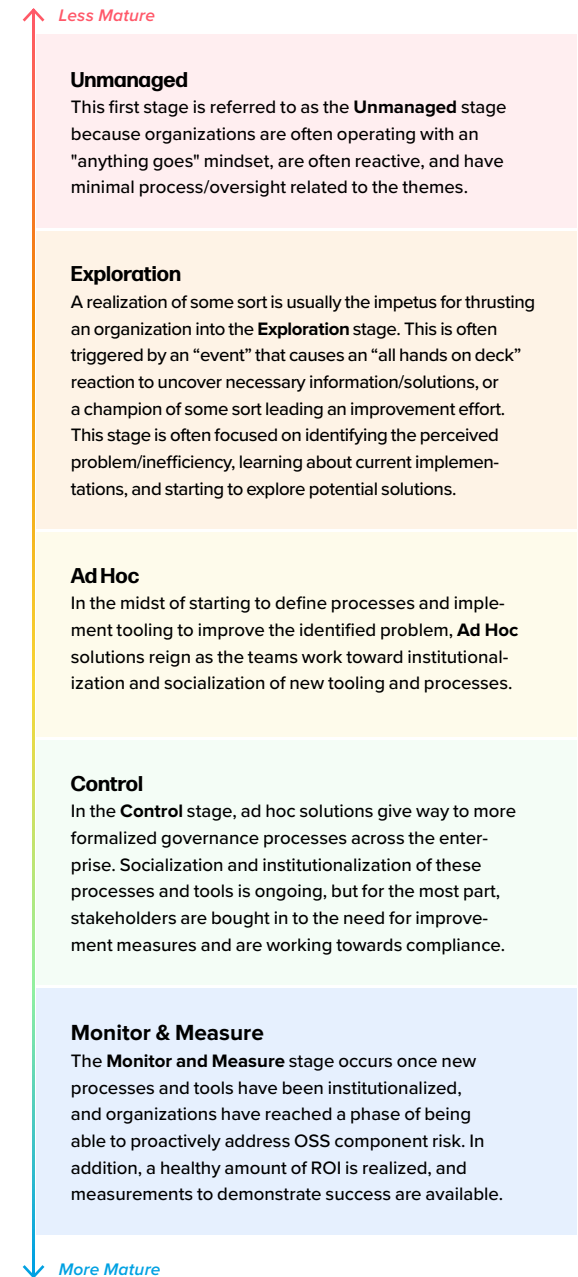 Less Mature
Unmanaged
This first stage is referred to as the Unmanaged stage
because organizations are often operating with an
"anything goes" mindset, are often reactive, and have
minimal process/oversight related to the themes.
Exploration
A realization of some sort is usually the impetus for thrusting
an organization into the Exploration stage. This is often
triggered by an “event” that causes an “all hands on deck”
reaction to uncover necessary information/solutions, or
a champion of some sort leading an improvement effort.
This stage is often focused on identifying the perceived
problem/inefficiency, learning about current implemen-
tations, and starting to explore potential solutions.
Ad Hoc
In the midst of starting to define processes and imple-
ment tooling to improve the identified problem, Ad Hoc
solutions reign as the teams work toward institutional-
ization and socialization of new tooling and processes.
Control
In the Control stage, ad hoc solutions give way to more
formalized governance processes across the enter-
prise. Socialization and institutionalization of these
processes and tools is ongoing, but for the most part,
stakeholders are bought in to the need for improve-
ment measures and are working towards compliance.
Monitor & Measure
The Monitor and Measure stage occurs once new
processes and tools have been institutionalized,
and organizations have reached a phase of being
able to proactively address OSS component risk. In
addition, a healthy amount of ROI is realized, and
measurements to demonstrate success are available.
More Mature